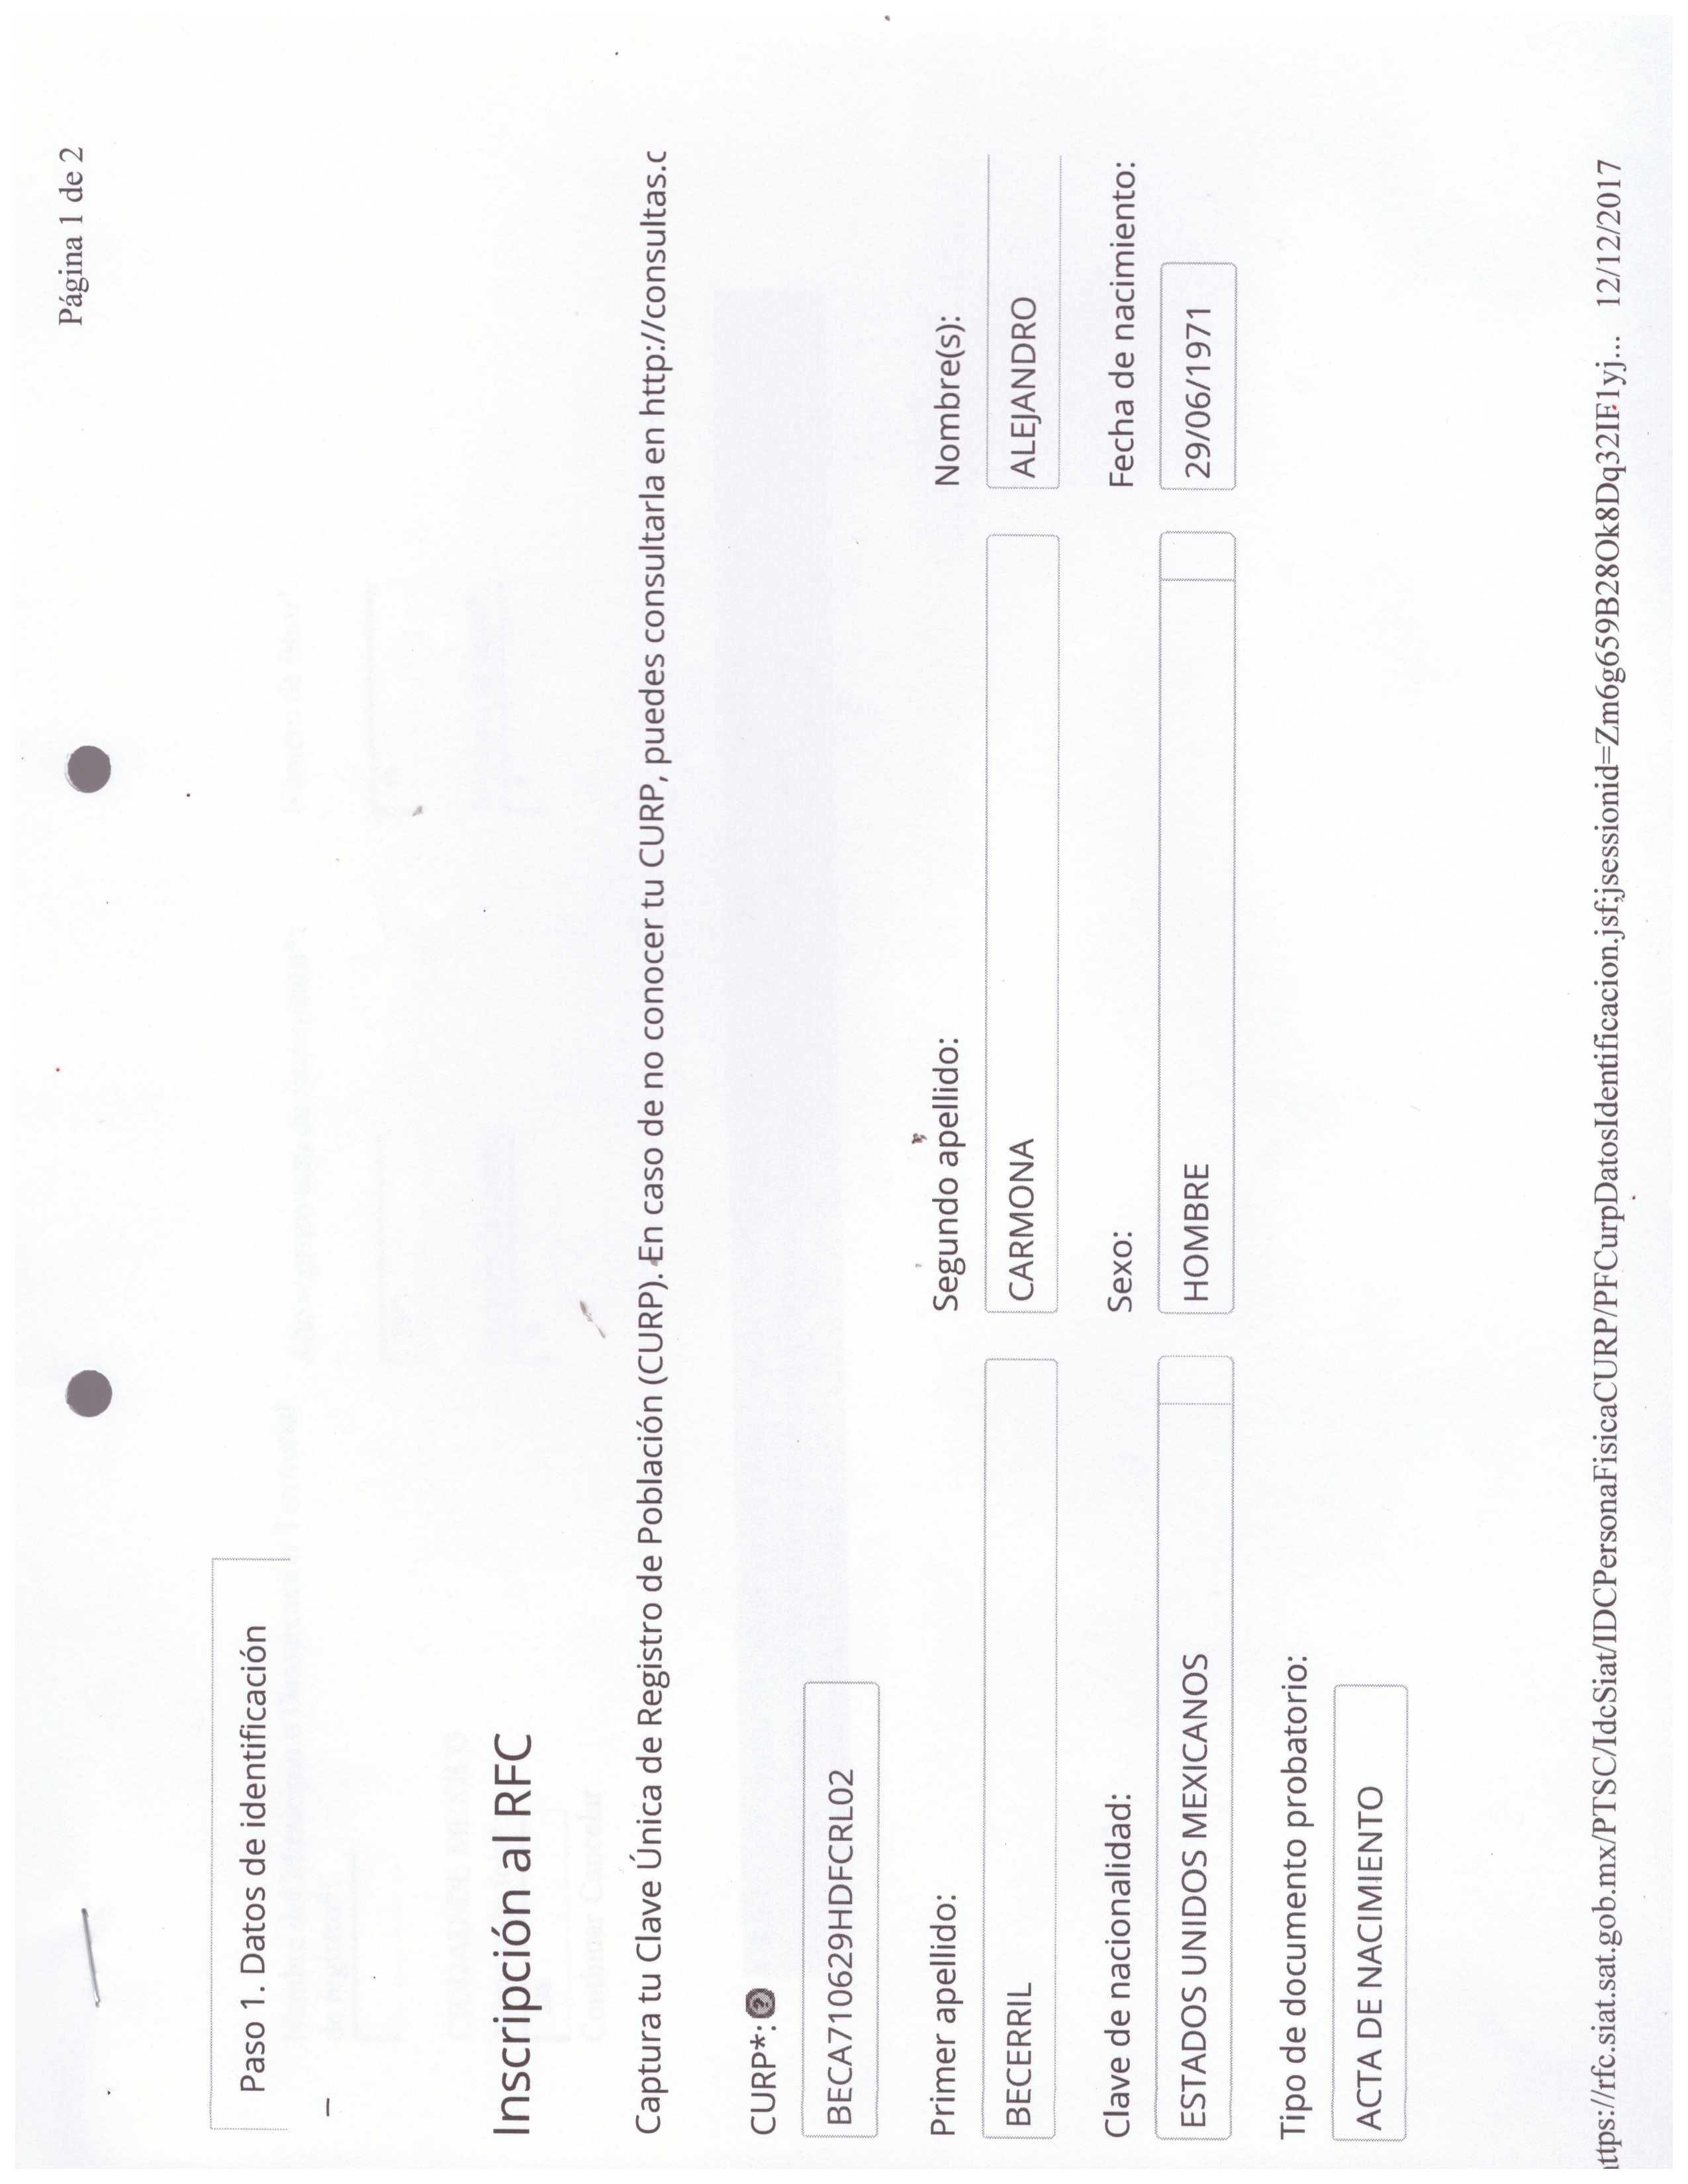 Página 1 de 2
Paso 1. Datos de identificación
Inscripción al RFC
Captura tu Clave Única de Registro de Población (CURP). En caso de no conocer tu CURP, puedes consultarla en http://consultas.c
CURP*:
BECA710629HDFCRL02
Primer apellido: Segundo apellido: Nombre(s):
BECERRIL CARMONA ALEJANDRO
Clave de nacionalidad: Sexo: Fecha de nacimiento:
ESTADOS UNIDOS MEXICANOS HOMBRE 29/06/1971
Tipo de documento probatorio:
ACTA DE NACIMIENTO
ttps://rfc.siat.sat.gob.mx/PTSC/IdcSiat/IDCPersonaFisicaCURP/PFCurpDatosIdentificacion.jsf;jsessionid=Zm6g659B28Ok8Dq32IF1yj... 12/12/2017